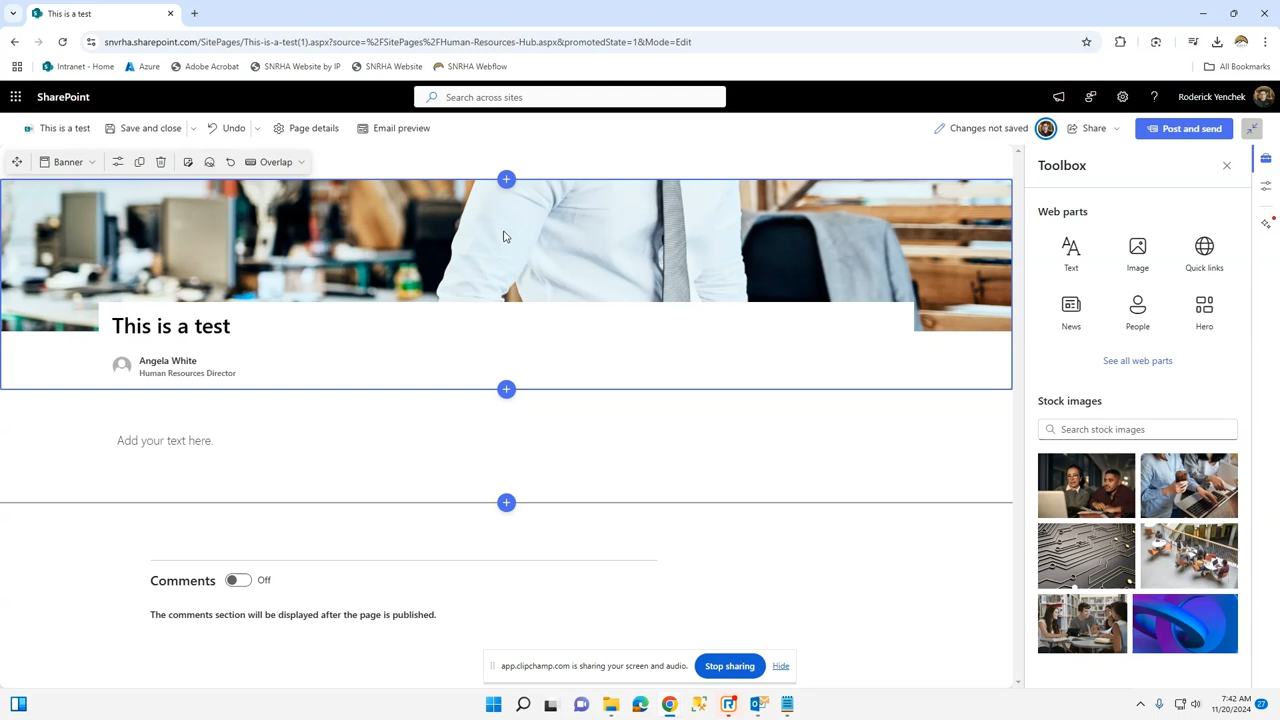 This is a test
snvrha.sharepoint.com/SitePages/This-is-a-test(1).aspx?source=%2FSitePages%2FHuman-Resources-Hub.aspx&promotedState=1&Mode=Edit
Intranet - Home Azure Adobe Acrobat SNRHA Website by IP SNRHA Website SNRHA Webflow All Bookmarks
SharePoint Search across sites Roderick Yenchek
This is a test Save and close Undo Page details Email preview Changes not saved Share Post and send
Banner Overlap
This is a test
Angela White
Human Resources Director
Add your text here.
Comments Off
The comments section will be displayed after the page is published.
Toolbox
Web parts
Text Image Quick links
News People Hero
See all web parts
Stock images
Search stock images
app.clipchamp.com is sharing your screen and audio. Stop sharing Hide
7:42 AM
11/20/2024 27